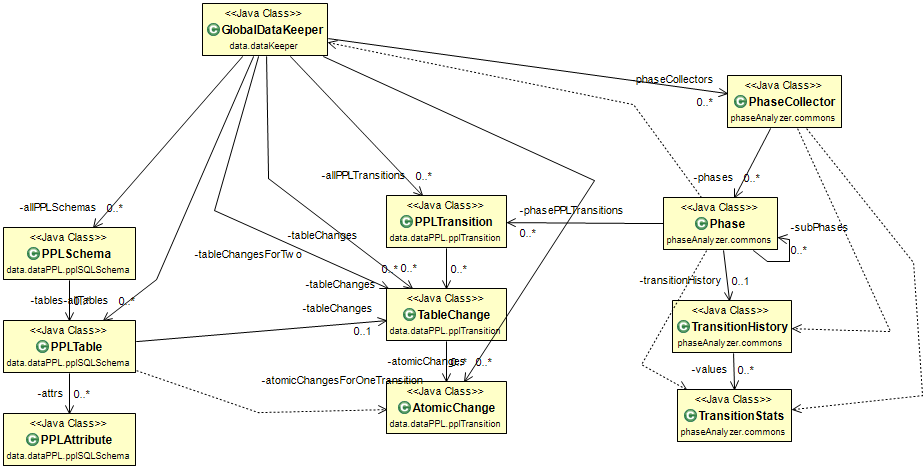 <<Java Class>>
GlobalDataKeeper
data.dataKeeper
-phaseCollectors
0..*
<<Java Class>>
PhaseCollector
phaseAnalyzer.commons
-allPPLTransitions
0..*
-phases
0..*
-allPPLSchemas
0..*
<<Java Class>>
PPLTransition
data.dataPPL.pplTransition
-phasePPLTransitions
0..*
<<Java Class>>
Phase
phaseAnalyzer.commons
-subPhases
0..*
<<Java Class>>
PPLSchema
data.dataPPL.pplSQLSchema
-tableChanges
-tableChangesForTwo
0..*
0..*
0..*
-tableChanges
-transitionHistory
0..1
-tables
0..*
-allTables
0..*
-tableChanges
0..1
<<Java Class>>
TableChange
data.dataPPL.pplTransition
<<Java Class>>
TransitionHistory
phaseAnalyzer.commons
<<Java Class>>
PPLTable
data.dataPPL.pplSQLSchema
-atomicChanges
0..*
0..*
-atomicChangesForOneTransition
-values
0..*
-attrs
0..*
<<Java Class>>
AtomicChange
data.dataPPL.pplTransition
<<Java Class>>
TransitionStats
phaseAnalyzer.commons
<<Java Class>>
PPLAttribute
data.dataPPL.pplSQLSchema